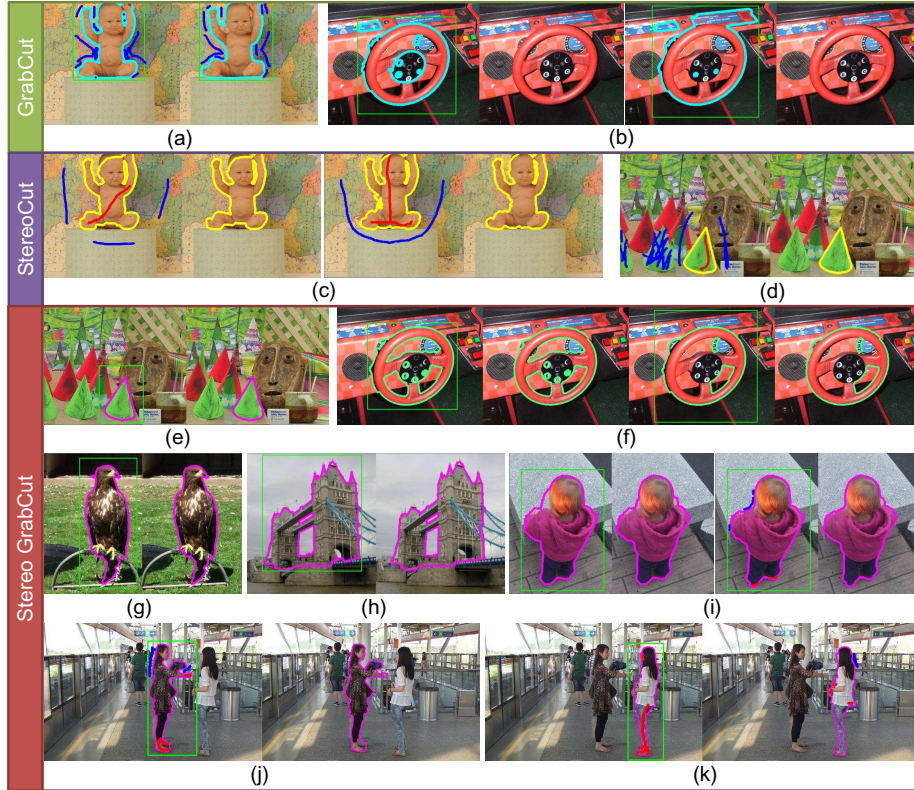 GrabCut
(a)
(b)
StereoCut
(c)
(d)
Stereo GrabCut
(e)
(f)
(g)
(h)
(i)
(j)
(k)